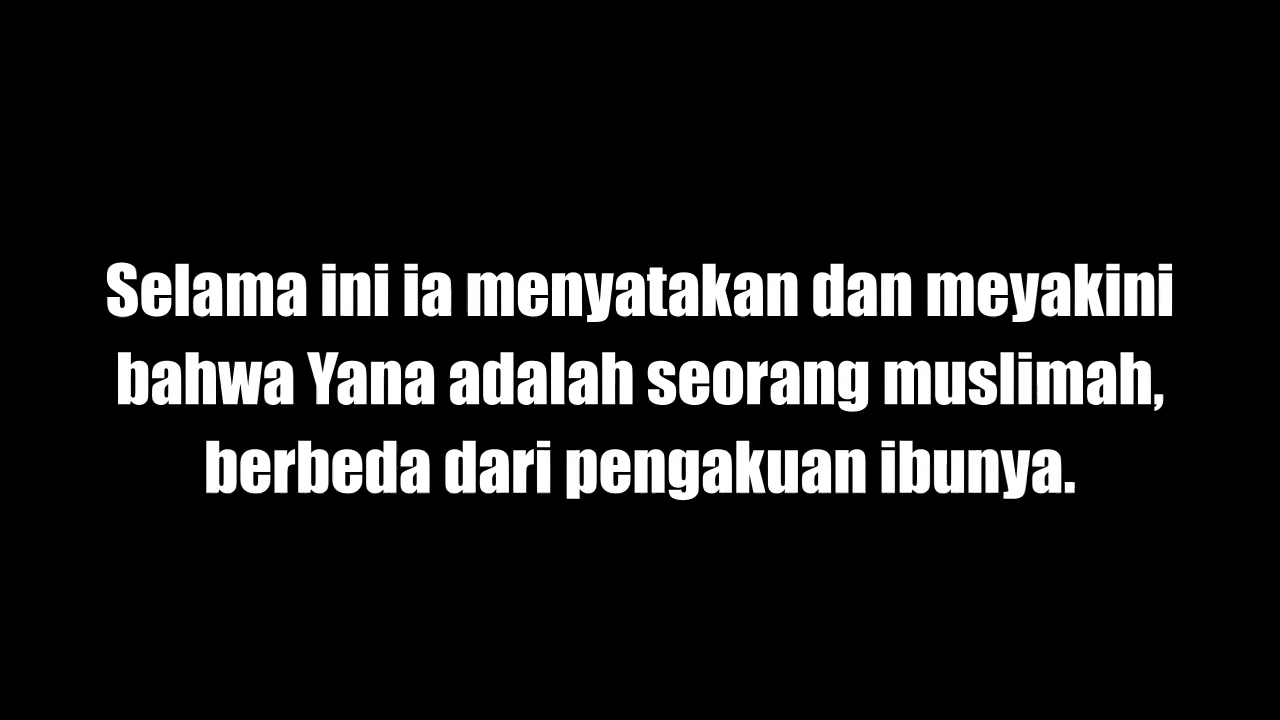 Selama ini ia menyatakan dan meyakini
bahwa Yana adalah seorang muslimah,
berbeda dari pengakuan ibunya.